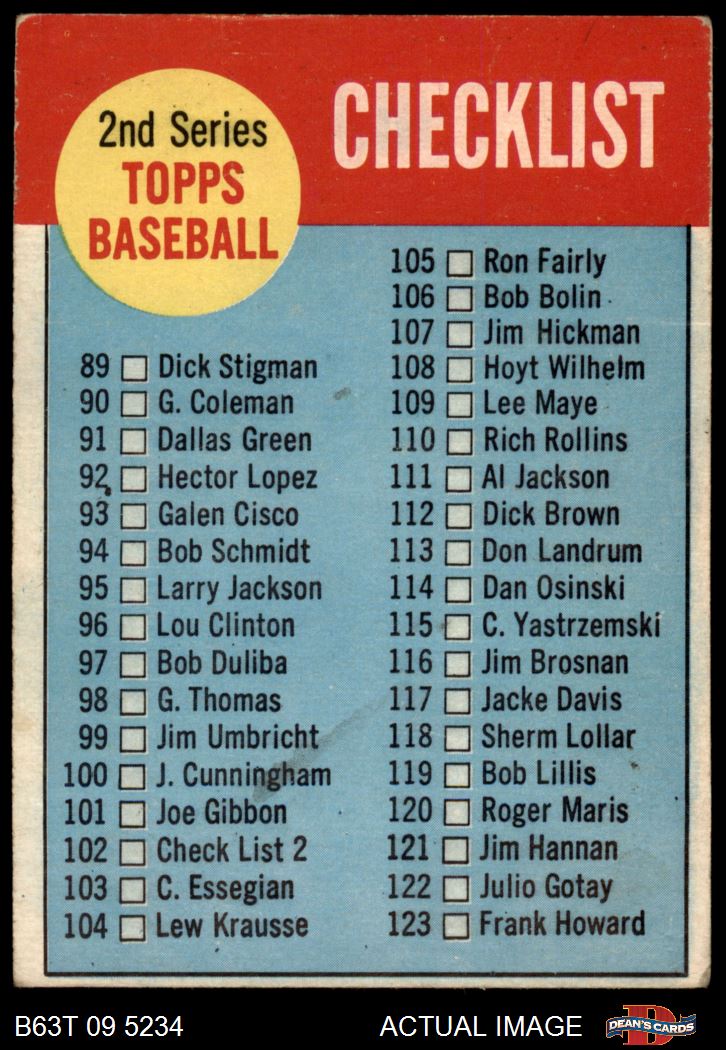 2nd Series
TOPPS
BASEBALL
CHECKLIST
89 Dick Stigman
90 G. Coleman
91 Dallas Green
92 Hector Lopez
93 Galen Cisco
94 Bob Schmidt
95 Larry Jackson
96 Lou Clinton
97 Bob Duliba
98 G. Thomas
99 Jim Umbricht
100 J. Cunningham
101 Joe Gibbon
102 Check List 2
103 C. Essegian
104 Lew Krausse
105 Ron Fairly
106 Bob Bolin
107 Jim Hickman
108 Hoyt Wilhelm
109 Lee Maye
110 Rich Rollins
111 Al Jackson
112 Dick Brown
113 Don Landrum
114 Dan Osinski
115 C. Yastrzemski
116 Jim Brosnan
117 Jacke Davis
118 Sherm Lollar
119 Bob Lillis
120 Roger Maris
121 Jim Hannan
122 Julio Gotay
123 Frank Howard
B63T 09 5234
ACTUAL IMAGE
D
DEAN'S CARDS